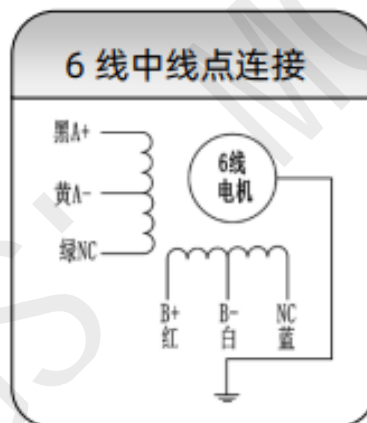 6 线中线点连接
黑A+
6线
电机
黄A-
绿NC
B+ B- NC
红 白 蓝